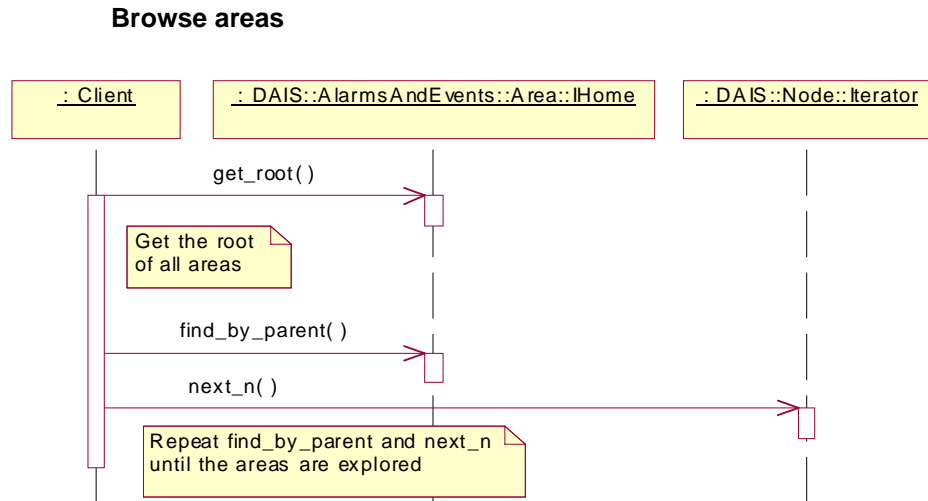 Browse areas
: Client
: DAIS::AlarmsAndEvents::Area::IHome
: DAIS::Node::Iterator
get_root( )
Get the root
of all areas
find_by_parent( )
next_n( )
Repeat find_by_parent and next_n
until the areas are explored